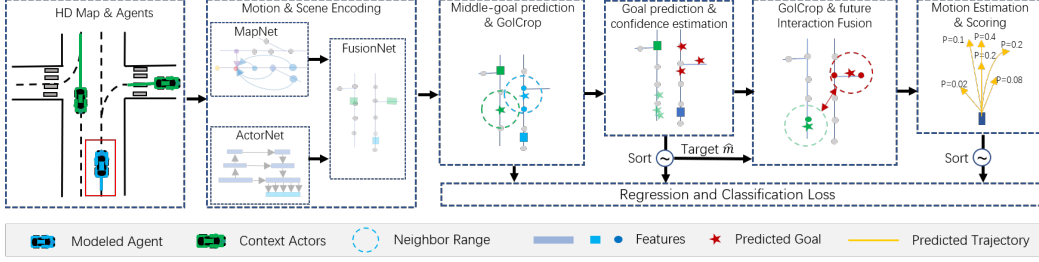 HD Map & Agents
Motion & Scene Encoding
MapNet
FusionNet
ActorNet
Middle-goal prediction
& GolCrop
Goal prediction &
confidence estimation
GolCrop & future
Interaction Fusion
Motion Estimation
& Scoring
P=0.4
P=0.1
P=0.2
P=0.2
P=0.02
P=0.08
Sort
~
Target m̂
Sort
~
Regression and Classification Loss
Modeled Agent
Context Actors
Neighbor Range
Features
Predicted Goal
Predicted Trajectory